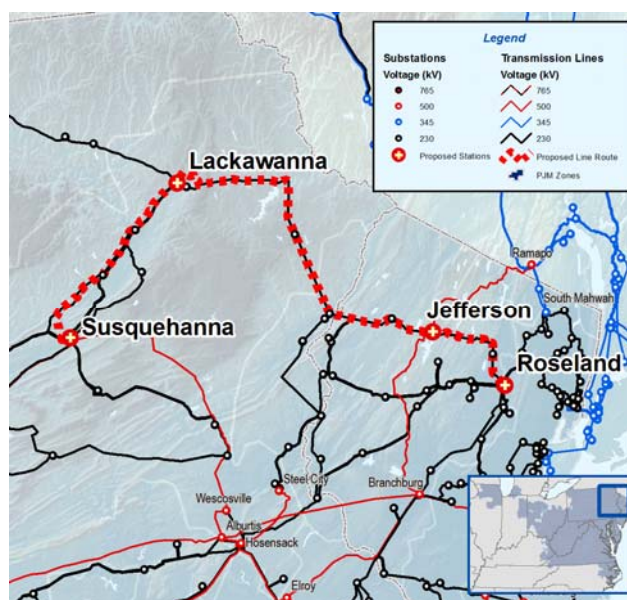 Legend
Substations
Voltage (kV)
765
500
345
230
Proposed Stations
Transmission Lines
Voltage (kV)
765
500
345
230
Proposed Line Route
PJM Zones
Lackawanna
Ramapo
South Mahwah
Jefferson
Susquehanna
Roseland
Steel City
Branchburg
Wescosville
Alburtis
Hosensack
Elroy